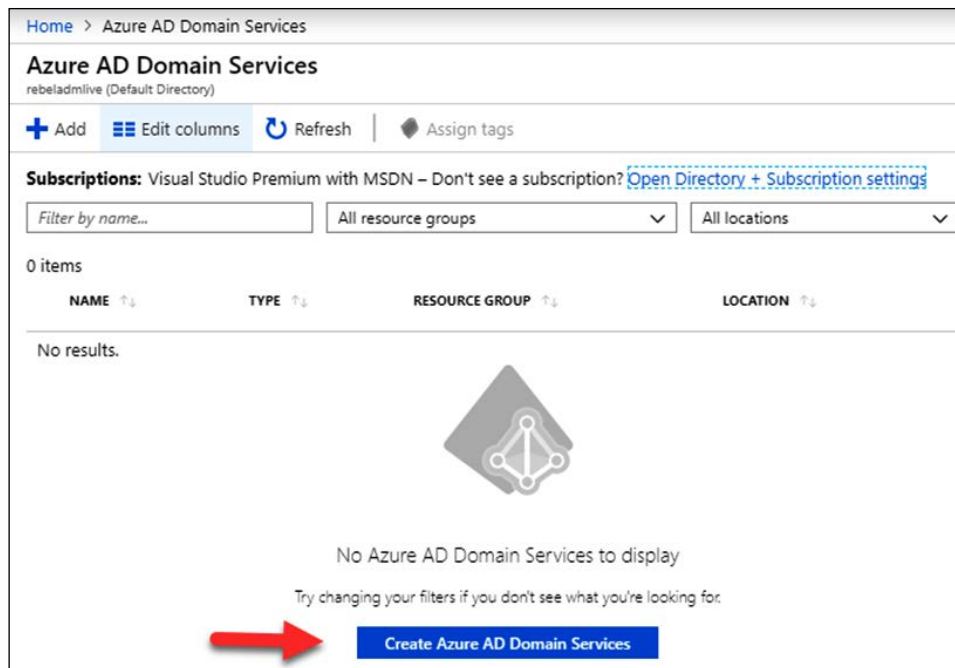 Home > Azure AD Domain Services
Azure AD Domain Services
rebeladmlive (Default Directory)
Add Edit columns Refresh Assign tags
Subscriptions: Visual Studio Premium with MSDN – Don't see a subscription? Open Directory + Subscription settings
Filter by name... All resource groups All locations
0 items
NAME TYPE RESOURCE GROUP LOCATION
No results.
No Azure AD Domain Services to display
Try changing your filters if you don't see what you're looking for.
Create Azure AD Domain Services